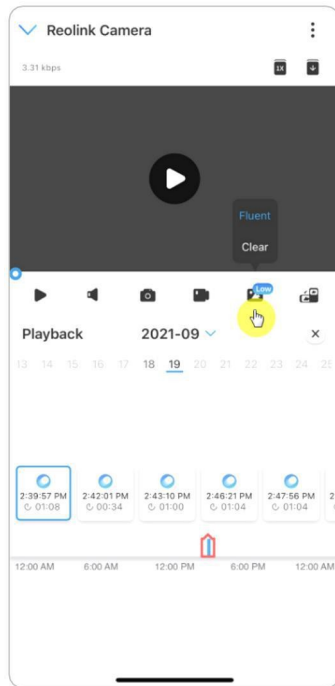 Reolink Camera
3.31 kbps
1X
Fluent
Clear
Low
Playback 2021-09
13 14 15 16 17 18 19 20 21 22 23 24 25
2:39:57 PM 2:42:01 PM 2:43:10 PM 2:46:21 PM 2:47:56 PM 2
01:08 00:34 01:00 01:04 01:04
12:00 AM 6:00 AM 12:00 PM 6:00 PM 12:00 AM